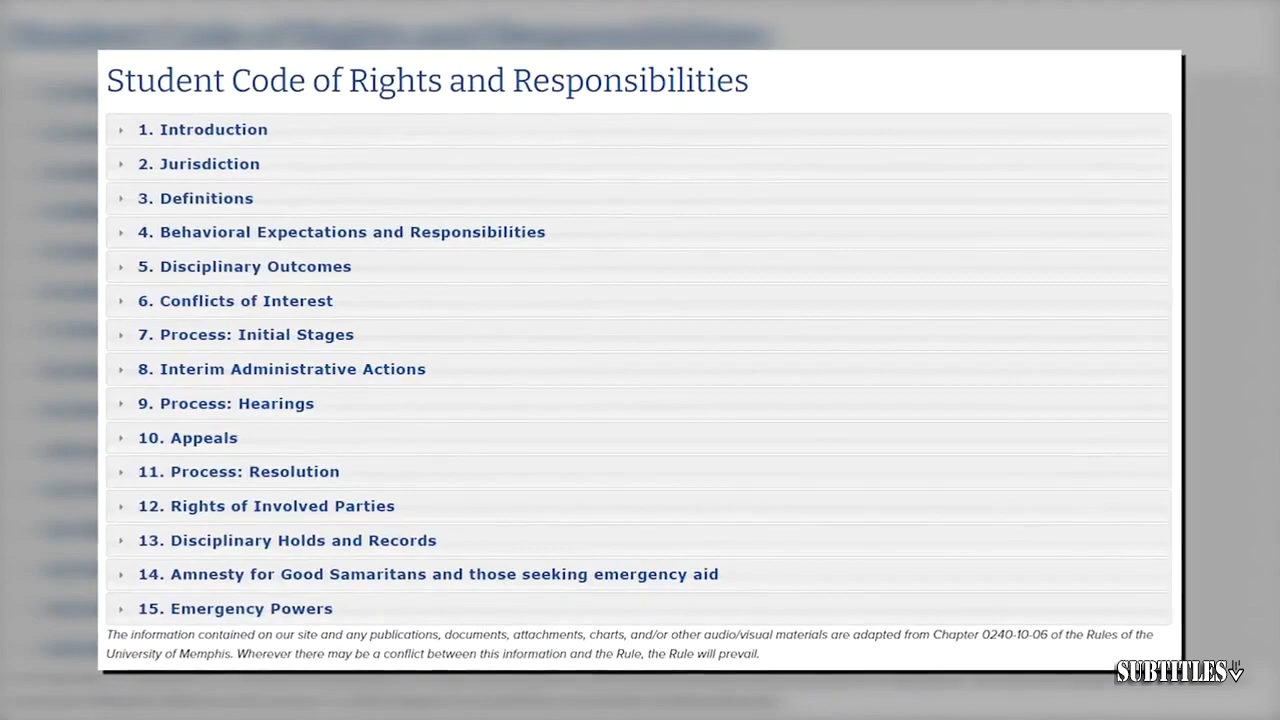 Student Code of Rights and Responsibilities
1. Introduction
2. Jurisdiction
3. Definitions
4. Behavioral Expectations and Responsibilities
5. Disciplinary Outcomes
6. Conflicts of Interest
7. Process: Initial Stages
8. Interim Administrative Actions
9. Process: Hearings
10. Appeals
11. Process: Resolution
12. Rights of Involved Parties
13. Disciplinary Holds and Records
14. Amnesty for Good Samaritans and those seeking emergency aid
15. Emergency Powers
The information contained on our site and any publications, documents, attachments, charts, and/or other audio/visual materials are adapted from Chapter 0240-10-06 of the Rules of the
University of Memphis. Wherever there may be a conflict between this information and the Rule, the Rule will prevail.
SUBTITLES